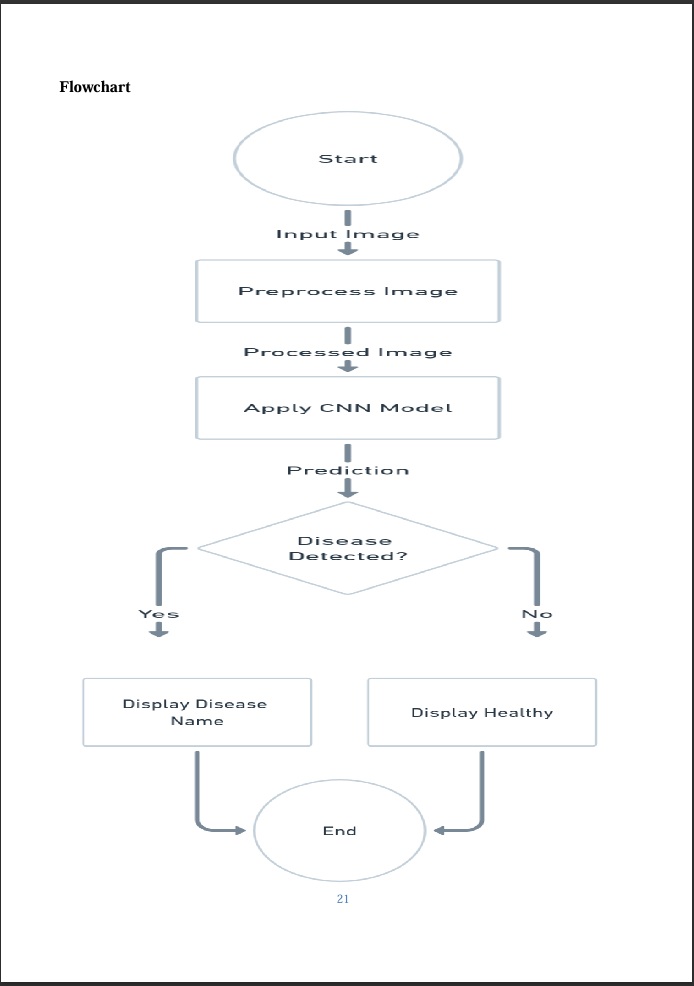 Flowchart
Start
Input Image
Preprocess Image
Processed Image
Apply CNN Model
Prediction
Disease
Detected?
Yes
No
Display Disease
Name
Display Healthy
End
21